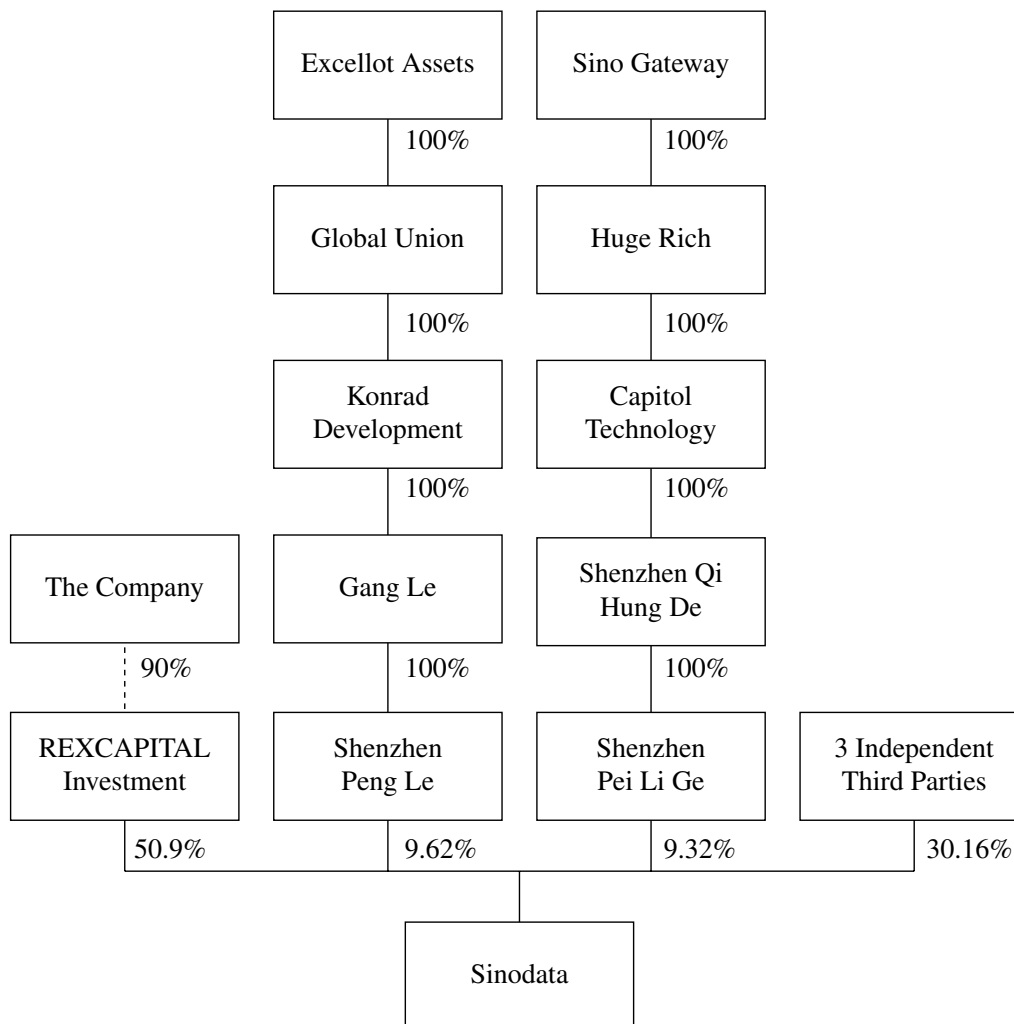 Excellot Assets
Sino Gateway
100%
100%
Global Union
Huge Rich
100%
100%
Konrad
Development
Capitol
Technology
100%
100%
The Company
Gang Le
Shenzhen Qi
Hung De
90%
100%
100%
REXCAPITAL
Investment
Shenzhen
Peng Le
Shenzhen
Pei Li Ge
3 Independent
Third Parties
50.9%
9.62%
9.32%
30.16%
Sinodata